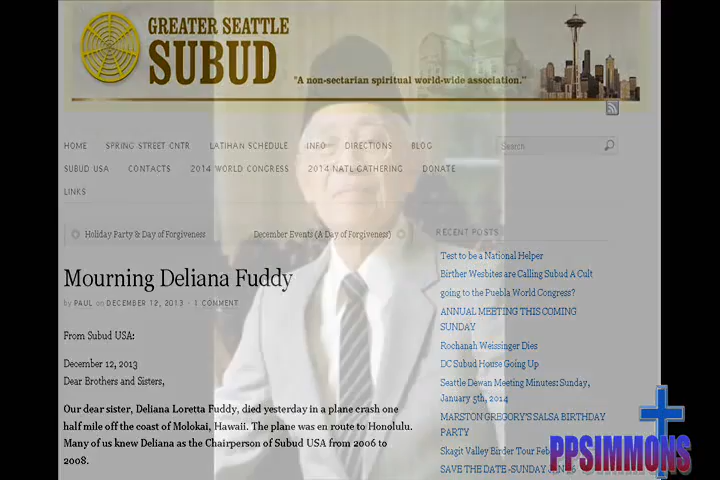 GREATER SEATTLE
SUBUD
"A non-sectarian spiritual world-wide association."
HOME SPRING STREET CNTR LATIHAN SCHEDULE INFO DIRECTIONS BLOG
Search
SUBUD USA CONTACTS 2014 WORLD CONGRESS 2014 NATL GATHERING DONATE
LINKS
Holiday Party & Day of Forgiveness
December Events (A Day of Forgiveness)
Mourning Deliana Fuddy
by PAUL on DECEMBER 12, 2013 · 1 COMMENT
From Subud USA:
December 12, 2013
Dear Brothers and Sisters,
Our dear sister, Deliana Loretta Fuddy, died yesterday in a plane crash one
half mile off the coast of Molokai, Hawaii. The plane was en route to Honolulu.
Many of us knew Deliana as the Chairperson of Subud USA from 2006 to
2008.
RECENT POSTS
Test to be a National Helper
Birther Wesbites are Calling Subud A Cult
going to the Puebla World Congress?
ANNUAL MEETING THIS COMING
SUNDAY
Rochanah Weissinger Dies
DC Subud House Going Up
Seattle Dewan Meeting Minutes: Sunday,
January 5th, 2014
MARSTON GREGORY'S SALSA BIRTHDAY
PARTY
Skagit Valley Birder Tour
SAVE THE DATE -SUNDAY
PPSIMMONS